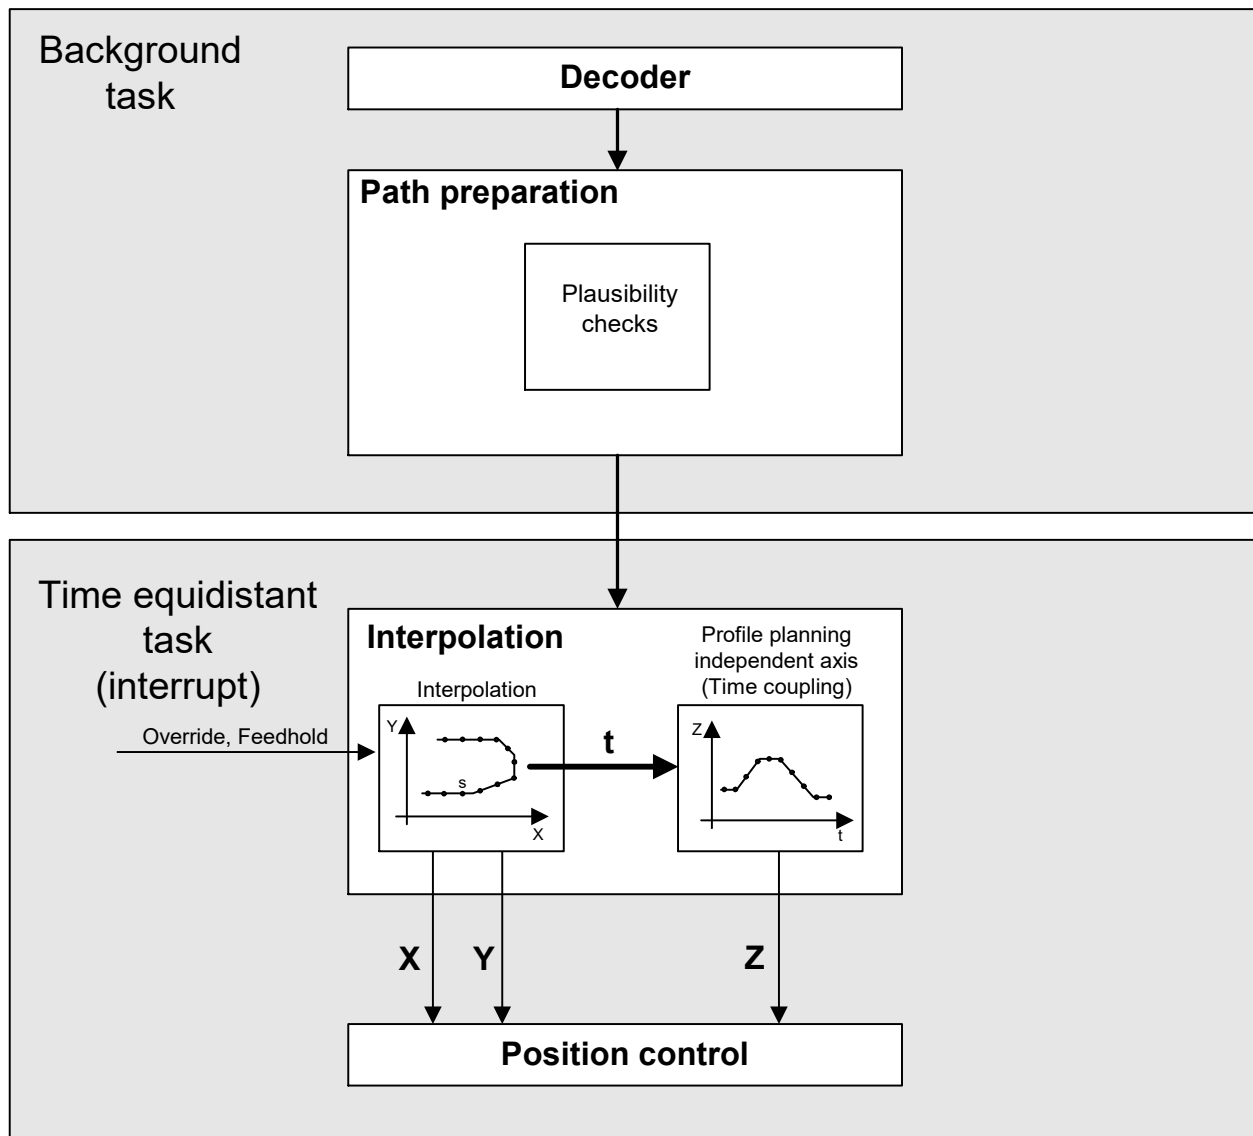 Background
task
Decoder
Path preparation
Plausibility
checks
Time equidistant
task
(interrupt)
Interpolation
Profile planning
independent axis
(Time coupling)
Interpolation
Override, Feedhold
Y
s
X
t
Z
t
X
Y
Z
Position control